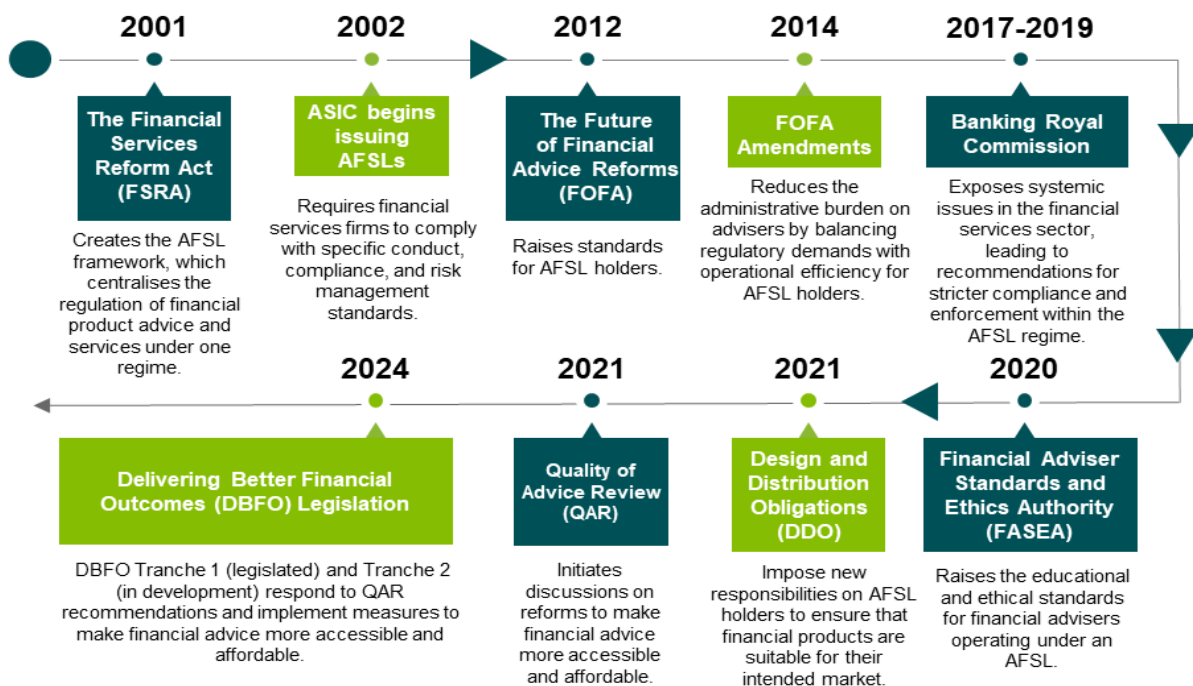 2001
The Financial
Services
Reform Act
(FSRA)
Creates the AFSL
framework, which
centralises the
regulation of financial
product advice and
services under one
regime.
2002
ASIC begins
issuing
AFSLs
Requires financial
services firms to comply
with specific conduct,
compliance, and risk
management
standards.
2012
The Future
of Financial
Advice Reforms
(FOFA)
Raises standards
for AFSL holders.
2014
FOFA
Amendments
Reduces the
administrative burden on
advisers by balancing
regulatory demands with
operational efficiency for
AFSL holders.
2017-2019
Banking Royal
Commission
Exposes systemic
issues in the financial
services sector,
leading to
recommendations for
stricter compliance and
enforcement within the
AFSL regime.
2020
Financial Adviser
Standards and
Ethics Authority
(FASEA)
Raises the educational
and ethical standards
for financial advisers
operating under an
AFSL.
2021
Design and
Distribution
Obligations
(DDO)
Impose new
responsibilities on AFSL
holders to ensure that
financial products are
suitable for their
intended market.
2021
Quality of
Advice Review
(QAR)
Initiates
discussions on
reforms to make
financial advice
more accessible
and affordable.
2024
Delivering Better Financial
Outcomes (DBFO) Legislation
DBFO Tranche 1 (legislated) and Tranche 2
(in development) respond to QAR
recommendations and implement measures to
make financial advice more accessible and
affordable.